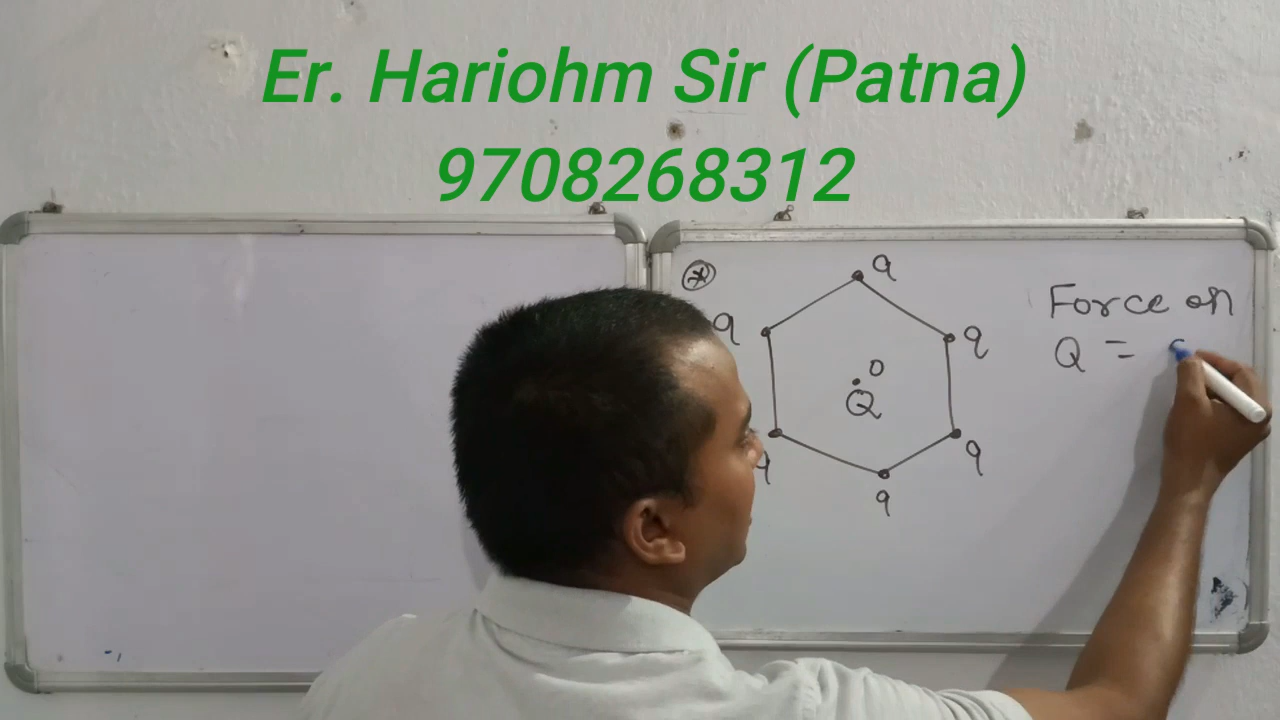 Er. Hariohm Sir (Patna)
9708268312
*
q
q
q
O
Q
q
q
q
Force on
Q =